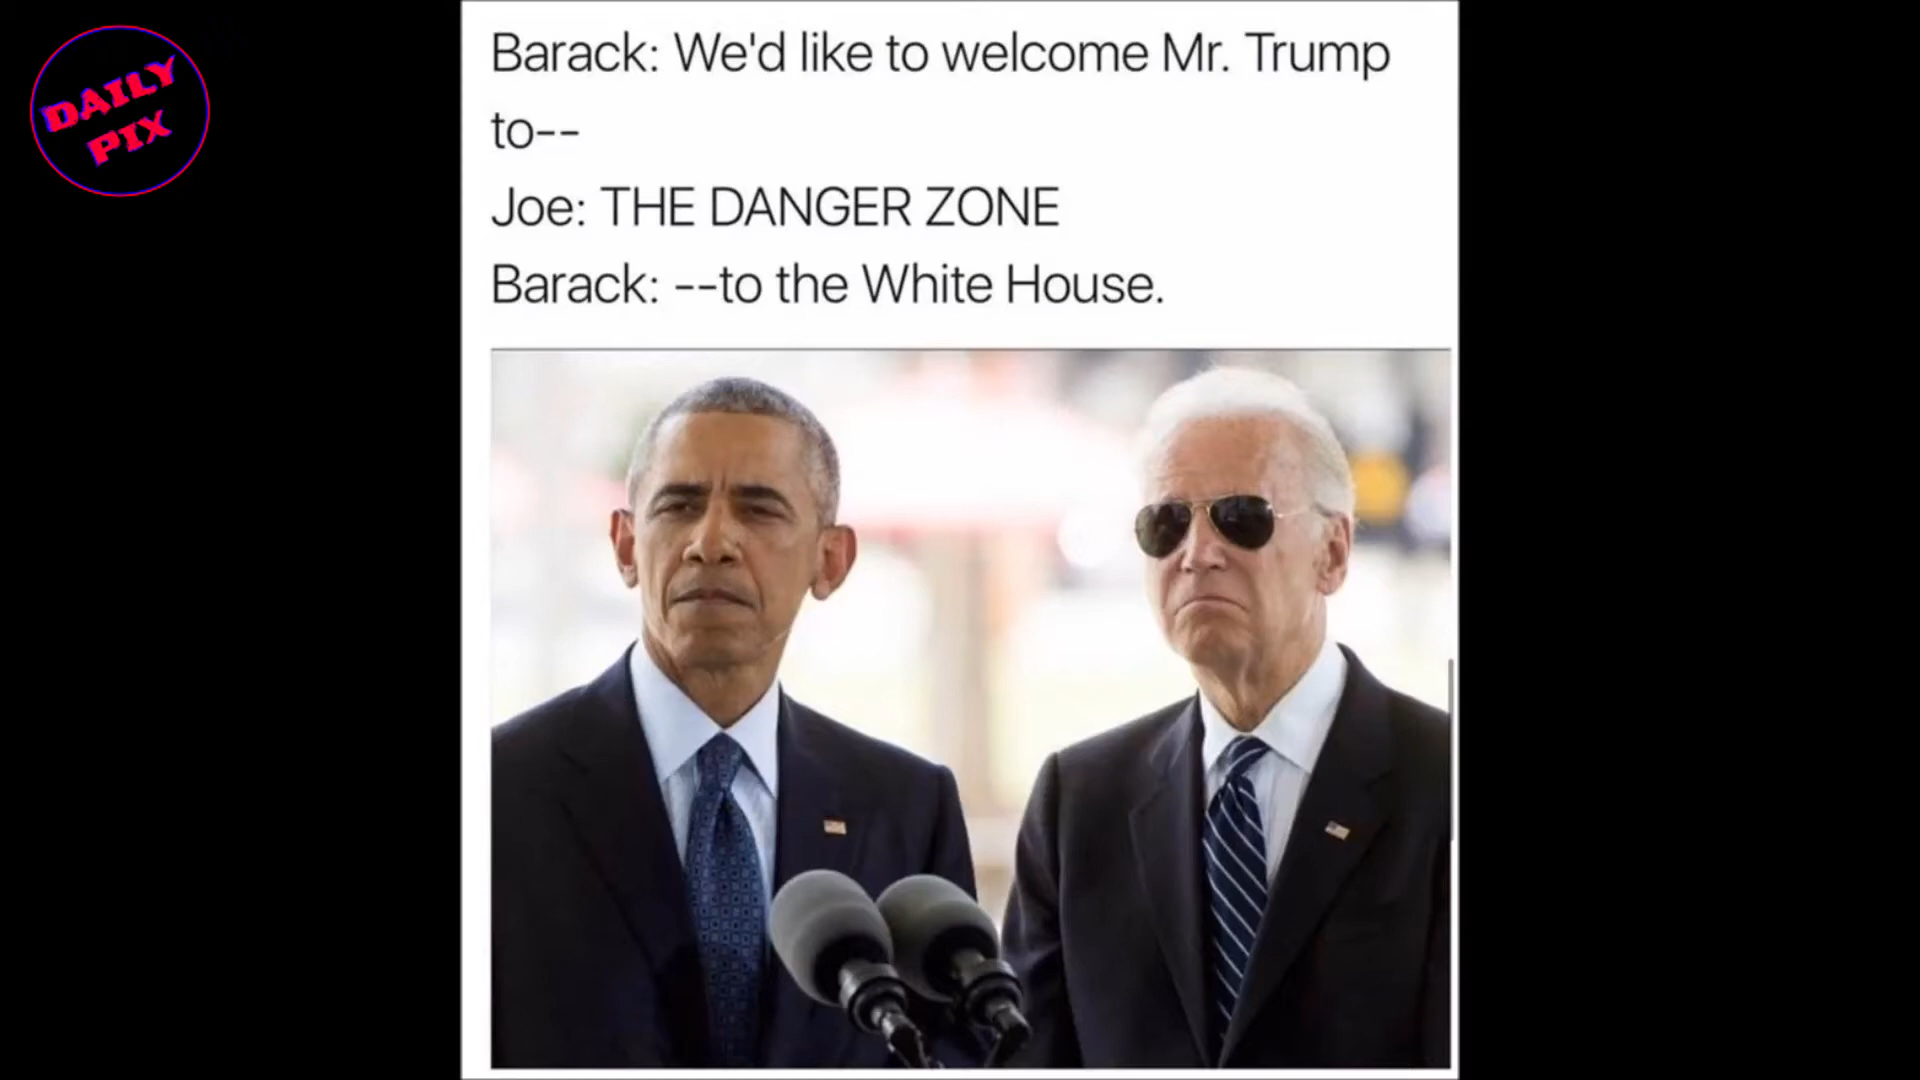 DAILY
PIX
Barack: We'd like to welcome Mr. Trump
to--
Joe: THE DANGER ZONE
Barack: --to the White House.